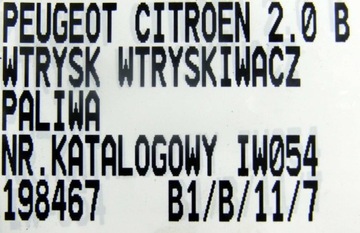 PEUGEOT CITROEN 2.0 B
WTRYSK WTRYSKIWACZ
PALIWA
NR.KATALOGOWY IW054
198467 B1/B/11/7